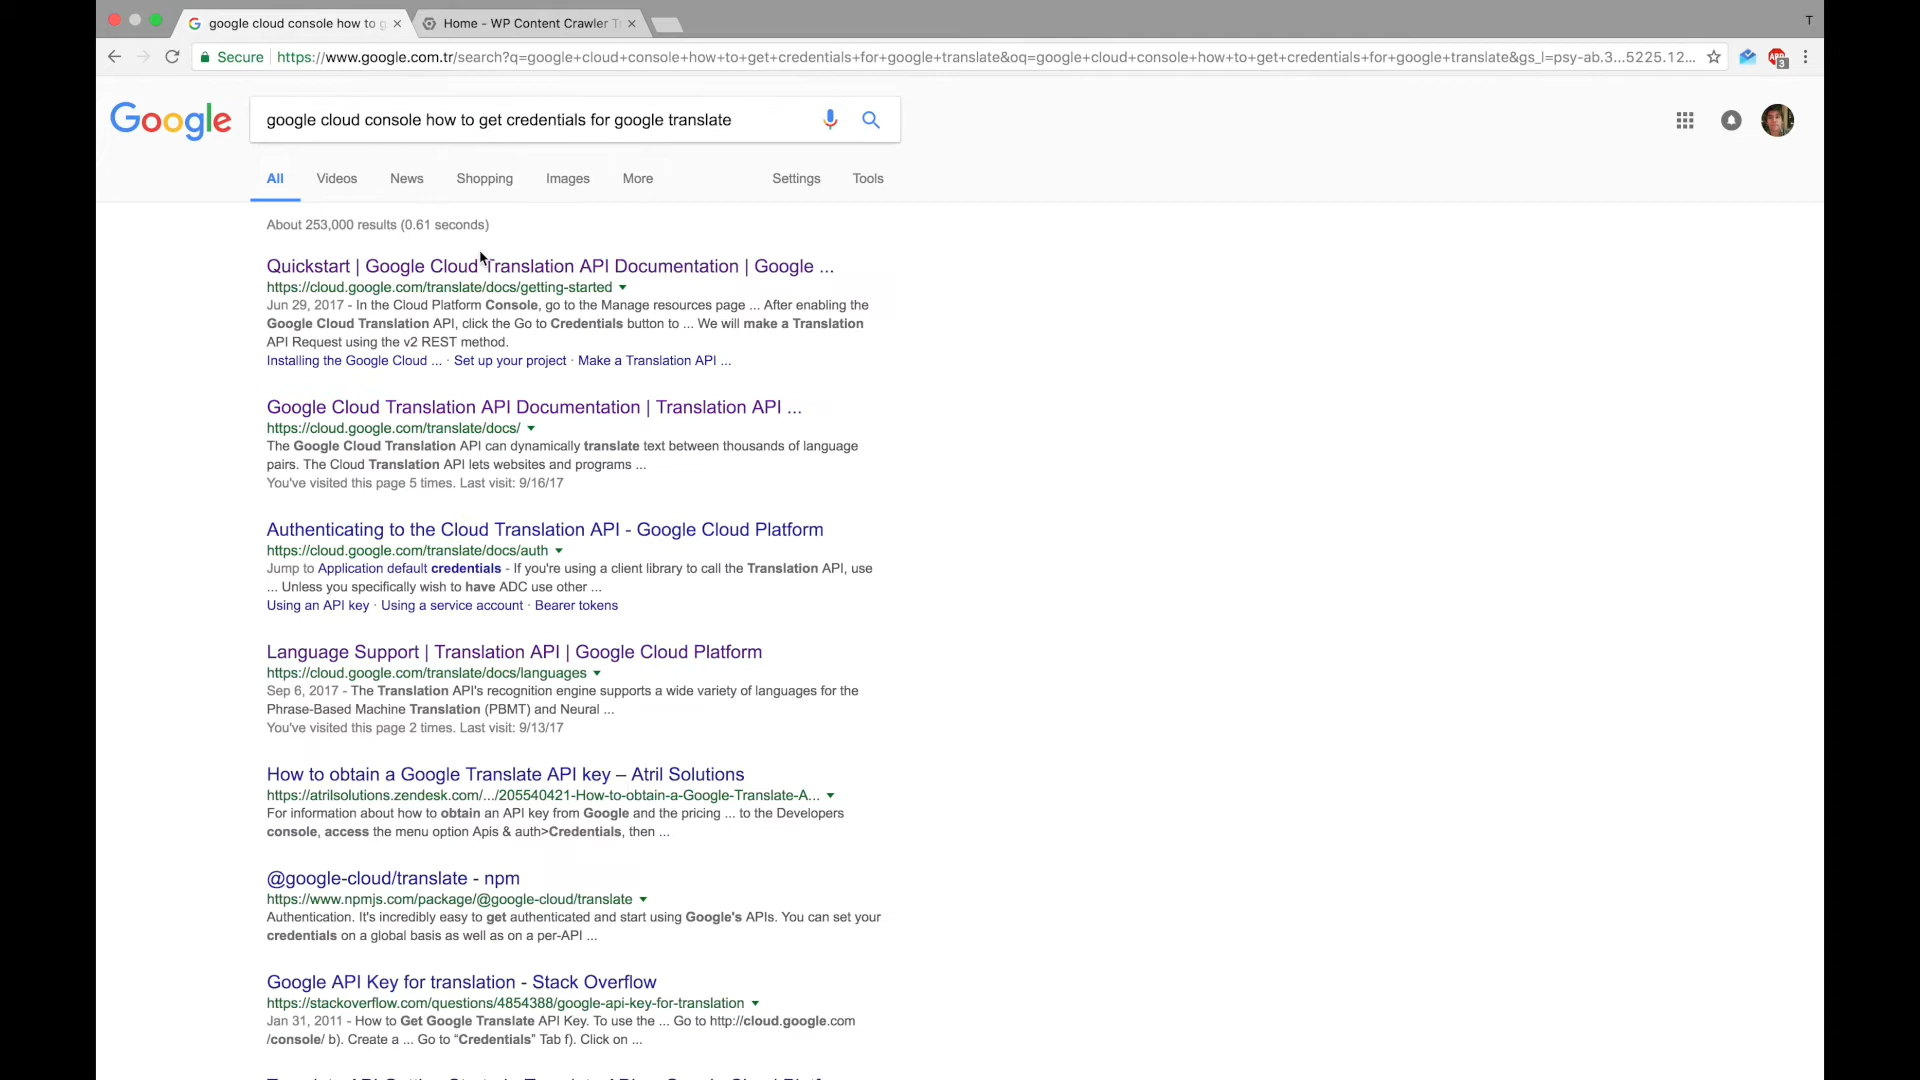 google cloud console how to g
Home - WP Content Crawler T
T
Secure
https://www.google.com.tr/search?q=google+cloud+console+how+to+get+credentials+for+google+translate&oq=google+cloud+console+how+to+get+credentials+for+google+translate&gs_l=psy-ab.3...5225.12...
ABP
3
Google
google cloud console how to get credentials for google translate
All Videos News Shopping Images More Settings Tools
About 253,000 results (0.61 seconds)
Quickstart | Google Cloud Translation API Documentation | Google ...
https://cloud.google.com/translate/docs/getting-started
Jun 29, 2017 - In the Cloud Platform Console, go to the Manage resources page ... After enabling the
Google Cloud Translation API, click the Go to Credentials button to ... We will make a Translation
API Request using the v2 REST method.
Installing the Google Cloud ... · Set up your project · Make a Translation API ...
Google Cloud Translation API Documentation | Translation API ...
https://cloud.google.com/translate/docs/
The Google Cloud Translation API can dynamically translate text between thousands of language
pairs. The Cloud Translation API lets websites and programs ...
You've visited this page 5 times. Last visit: 9/16/17
Authenticating to the Cloud Translation API - Google Cloud Platform
https://cloud.google.com/translate/docs/auth
Jump to Application default credentials - If you're using a client library to call the Translation API, use
... Unless you specifically wish to have ADC use other ...
Using an API key · Using a service account · Bearer tokens
Language Support | Translation API | Google Cloud Platform
https://cloud.google.com/translate/docs/languages
Sep 6, 2017 - The Translation API's recognition engine supports a wide variety of languages for the
Phrase-Based Machine Translation (PBMT) and Neural ...
You've visited this page 2 times. Last visit: 9/13/17
How to obtain a Google Translate API key – Atril Solutions
https://atrilsolutions.zendesk.com/.../205540421-How-to-obtain-a-Google-Translate-A...
For information about how to obtain an API key from Google and the pricing ... to the Developers
console, access the menu option Apis & auth>Credentials, then ...
@google-cloud/translate - npm
https://www.npmjs.com/package/@google-cloud/translate
Authentication. It's incredibly easy to get authenticated and start using Google's APIs. You can set your
credentials on a global basis as well as on a per-API ...
Google API Key for translation - Stack Overflow
https://stackoverflow.com/questions/4854388/google-api-key-for-translation
Jan 31, 2011 - How to Get Google Translate API Key. To use the ... Go to http://cloud.google.com
/console/ b). Create a ... Go to “Credentials” Tab f). Click on ...